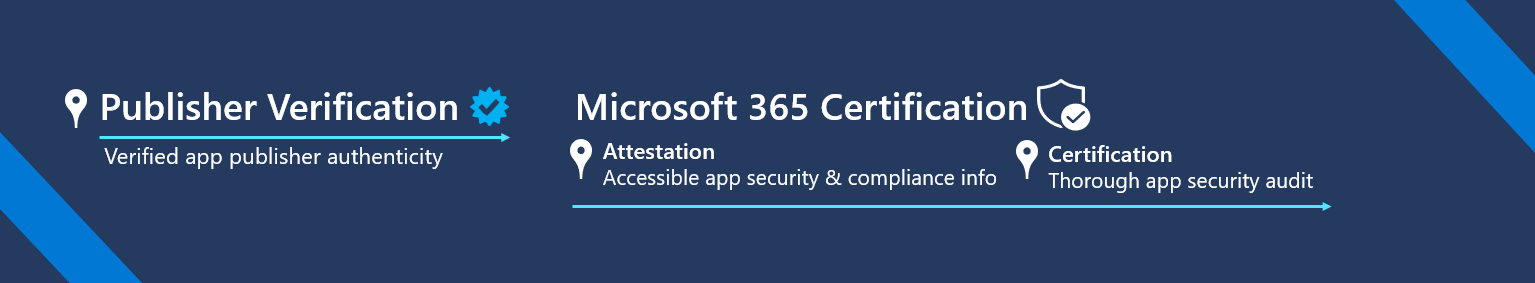 Publisher Verification
Verified app publisher authenticity
Microsoft 365 Certification
Attestation
Accessible app security & compliance info
Certification
Thorough app security audit